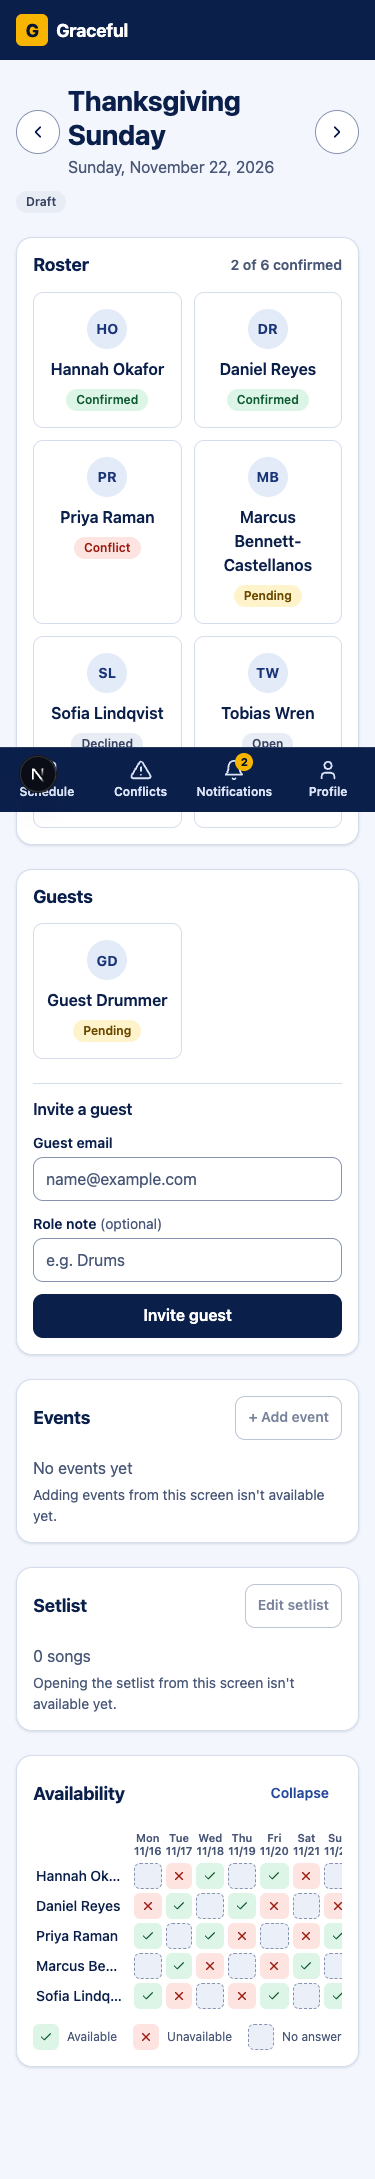 G Graceful
Thanksgiving
Sunday
Sunday, November 22, 2026
Draft
Roster 2 of 6 confirmed
HO DR
Hannah Okafor Daniel Reyes
Confirmed Confirmed
PR MB
Priya Raman Marcus
Bennett-
Castellanos
Conflict Pending
SL TW
Sofia Lindqvist Tobias Wren
Declined Open
N 2
Schedule Conflicts Notifications Profile
Guests
GD
Guest Drummer
Pending
Invite a guest
Guest email
name@example.com
Role note (optional)
e.g. Drums
Invite guest
Events + Add event
No events yet
Adding events from this screen isn't available
yet.
Setlist Edit setlist
0 songs
Opening the setlist from this screen isn't
available yet.
Availability Collapse
Mon Tue Wed Thu Fri Sat Su
11/16 11/17 11/18 11/19 11/20 11/21 11/2
Hannah Ok...
Daniel Reyes
Priya Raman
Marcus Be...
Sofia Lindq...
Available Unavailable No answer